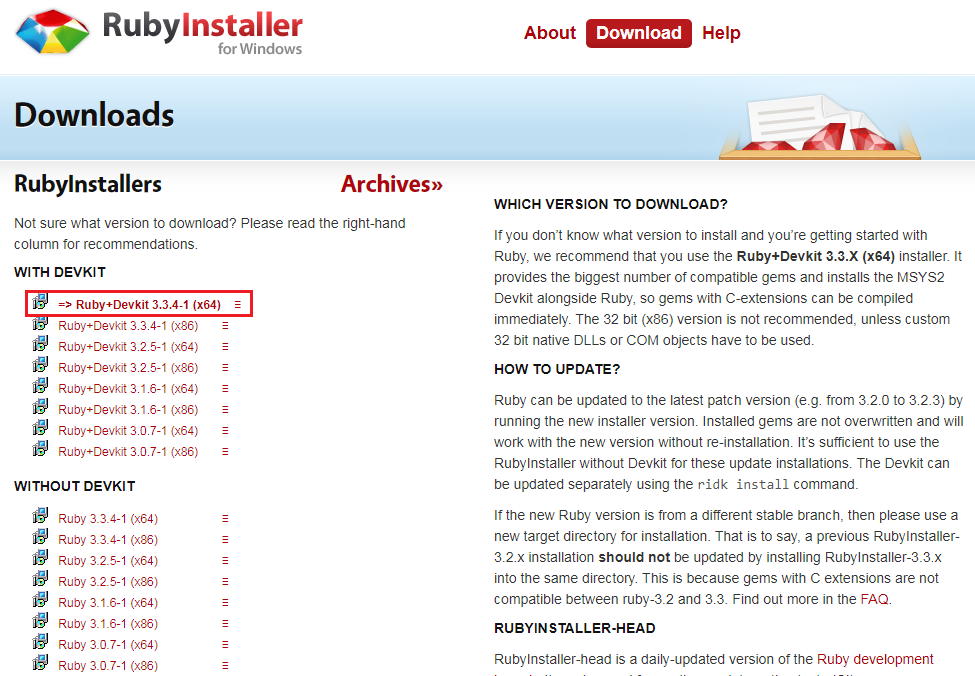 RubyInstaller
for Windows
About Download Help
Downloads
RubyInstallers Archives»
Not sure what version to download? Please read the right-hand
column for recommendations.
WITH DEVKIT
=> Ruby+Devkit 3.3.4-1 (x64) ≡
Ruby+Devkit 3.3.4-1 (x86) ≡
Ruby+Devkit 3.2.5-1 (x64) ≡
Ruby+Devkit 3.2.5-1 (x86) ≡
Ruby+Devkit 3.1.6-1 (x64) ≡
Ruby+Devkit 3.1.6-1 (x86) ≡
Ruby+Devkit 3.0.7-1 (x64) ≡
Ruby+Devkit 3.0.7-1 (x86) ≡
WITHOUT DEVKIT
Ruby 3.3.4-1 (x64) ≡
Ruby 3.3.4-1 (x86) ≡
Ruby 3.2.5-1 (x64) ≡
Ruby 3.2.5-1 (x86) ≡
Ruby 3.1.6-1 (x64) ≡
Ruby 3.1.6-1 (x86) ≡
Ruby 3.0.7-1 (x64) ≡
Ruby 3.0.7-1 (x86) ≡
WHICH VERSION TO DOWNLOAD?
If you don’t know what version to install and you’re getting started with
Ruby, we recommend that you use the Ruby+Devkit 3.3.X (x64) installer. It
provides the biggest number of compatible gems and installs the MSYS2
Devkit alongside Ruby, so gems with C-extensions can be compiled
immediately. The 32 bit (x86) version is not recommended, unless custom
32 bit native DLLs or COM objects have to be used.
HOW TO UPDATE?
Ruby can be updated to the latest patch version (e.g. from 3.2.0 to 3.2.3) by
running the new installer version. Installed gems are not overwritten and will
work with the new version without re-installation. It’s sufficient to use the
RubyInstaller without Devkit for these update installations. The Devkit can
be updated separately using the ridk install command.
If the new Ruby version is from a different stable branch, then please use a
new target directory for installation. That is to say, a previous RubyInstaller-
3.2.x installation should not be updated by installing RubyInstaller-3.3.x
into the same directory. This is because gems with C extensions are not
compatible between ruby-3.2 and 3.3. Find out more in the FAQ.
RUBYINSTALLER-HEAD
RubyInstaller-head is a daily-updated version of the Ruby development